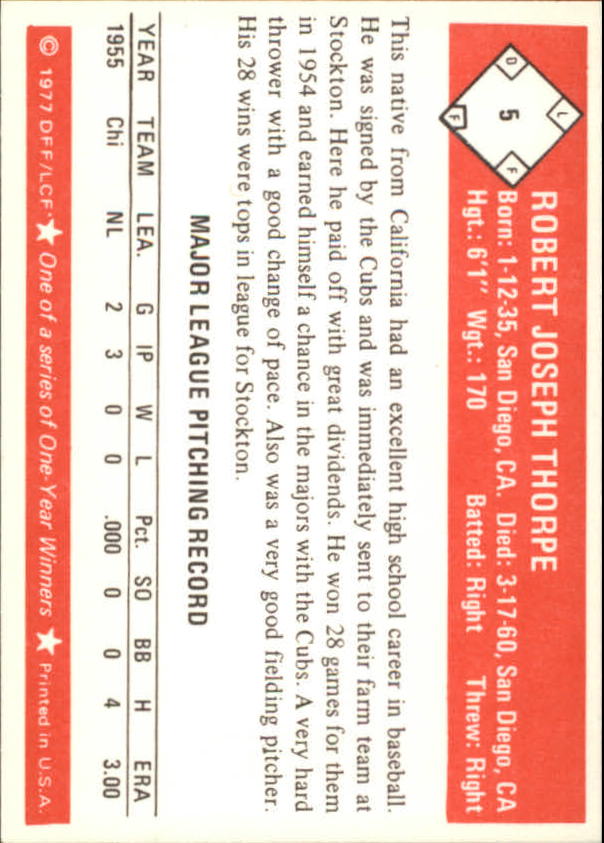 L
D 5 F
F
ROBERT JOSEPH THORPE
Born: 1-12-35, San Diego, CA. Died: 3-17-60, San Diego, CA
Hgt.: 6'1" Wgt.: 170 Batted: Right Threw: Right
This native from California had an excellent high school career in baseball.
He was signed by the Cubs and was immediately sent to their farm team at
Stockton. Here he paid off with great dividends. He won 28 games for them
in 1954 and earned himself a chance in the majors with the Cubs. A very hard
thrower with a good change of pace. Also was a very good fielding pitcher.
His 28 wins were tops in league for Stockton.
MAJOR LEAGUE PITCHING RECORD
YEAR TEAM LEA. G IP W L Pct. SO BB H ERA
1955 Chi NL 2 3 0 0 .000 0 0 4 3.00
© 1977 DFF/LCF ★ One of a series of One-Year Winners ★ Printed in U.S.A.